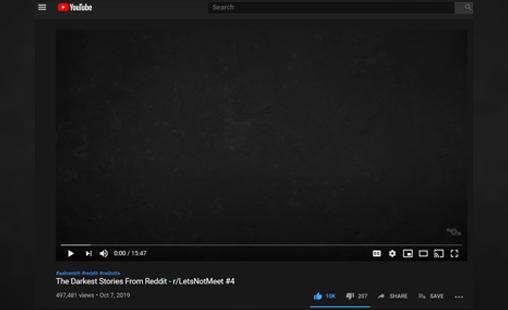 YouTube
Search
0:00 / 15:47
#askreddit #reddit
The Darkest Stories From Reddit - r/LetsNotMeet #4
497,481 views • Oct 7, 2019
10K
207
SHARE
SAVE